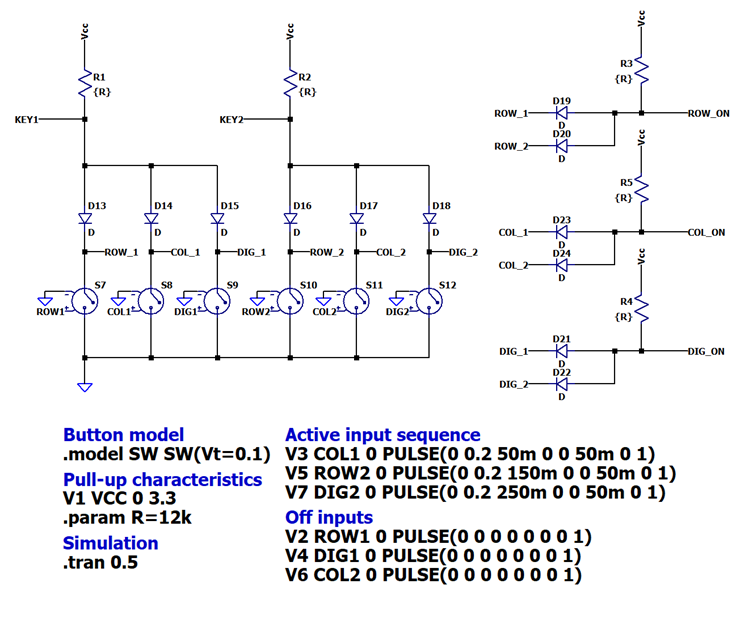 Vcc Vcc Vcc
R1 R2 R3
{R} {R} {R}
KEY1 KEY2 ROW_1 D19 ROW_ON
D
D20
ROW_2 Vcc
D
R5
{R}
D13 D14 D15 D16 D17 D18
D D D D D D
COL_1 D23 COL_ON
D
ROW_1 COL_1 DIG_1 ROW_2 COL_2 DIG_2
D24
COL_2 Vcc
D
S7 S8 S9 S10 S11 S12
R4
{R}
ROW1 COL1 DIG1 ROW2 COL2 DIG2
D21
DIG_1 DIG_ON
D
D22
DIG_2
D
Button model
.model SW SW(Vt=0.1)
Pull-up characteristics
V1 VCC 0 3.3
.param R=12k
Simulation
.tran 0.5
Active input sequence
V3 COL1 0 PULSE(0 0.2 50m 0 0 50m 0 1)
V5 ROW2 0 PULSE(0 0.2 150m 0 0 50m 0 1)
V7 DIG2 0 PULSE(0 0.2 250m 0 0 50m 0 1)
Off inputs
V2 ROW1 0 PULSE(0 0 0 0 0 0 0 1)
V4 DIG1 0 PULSE(0 0 0 0 0 0 0 1)
V6 COL2 0 PULSE(0 0 0 0 0 0 0 1)